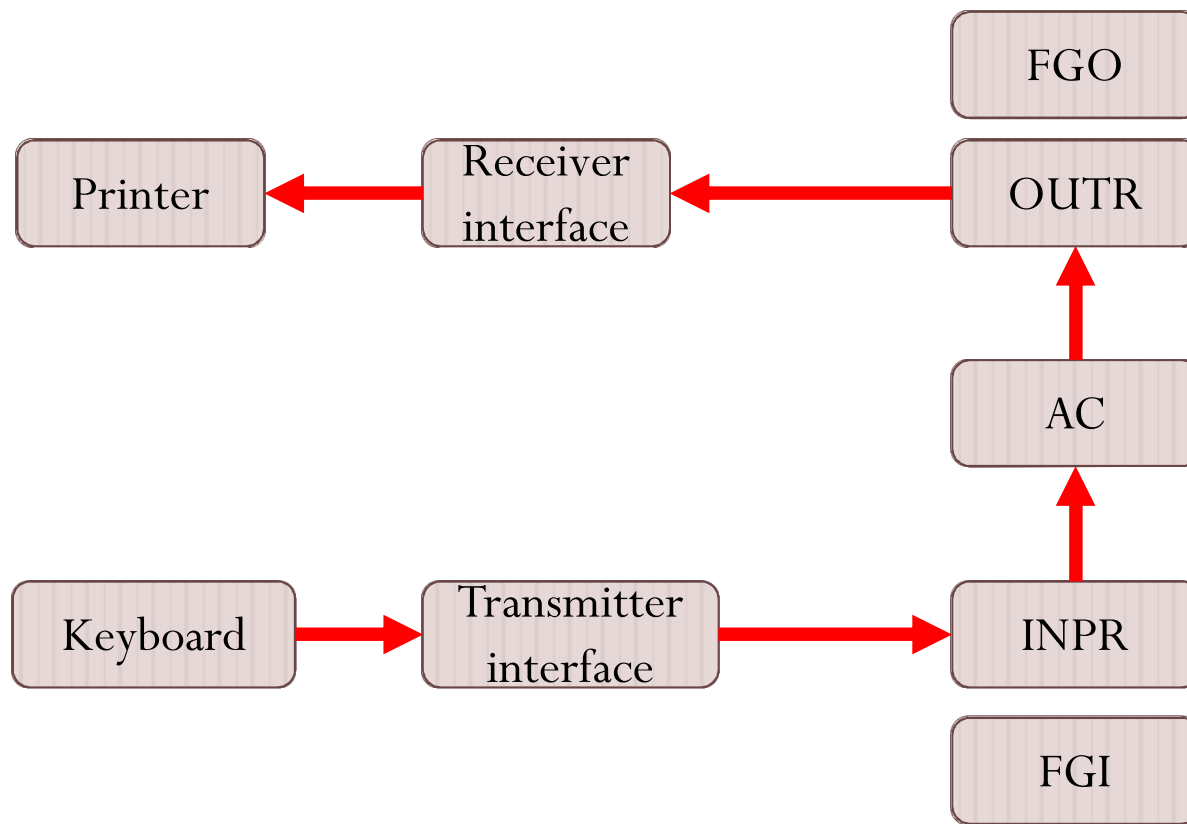 FGO
Printer
Receiver
interface
OUTR
AC
Keyboard
Transmitter
interface
INPR
FGI